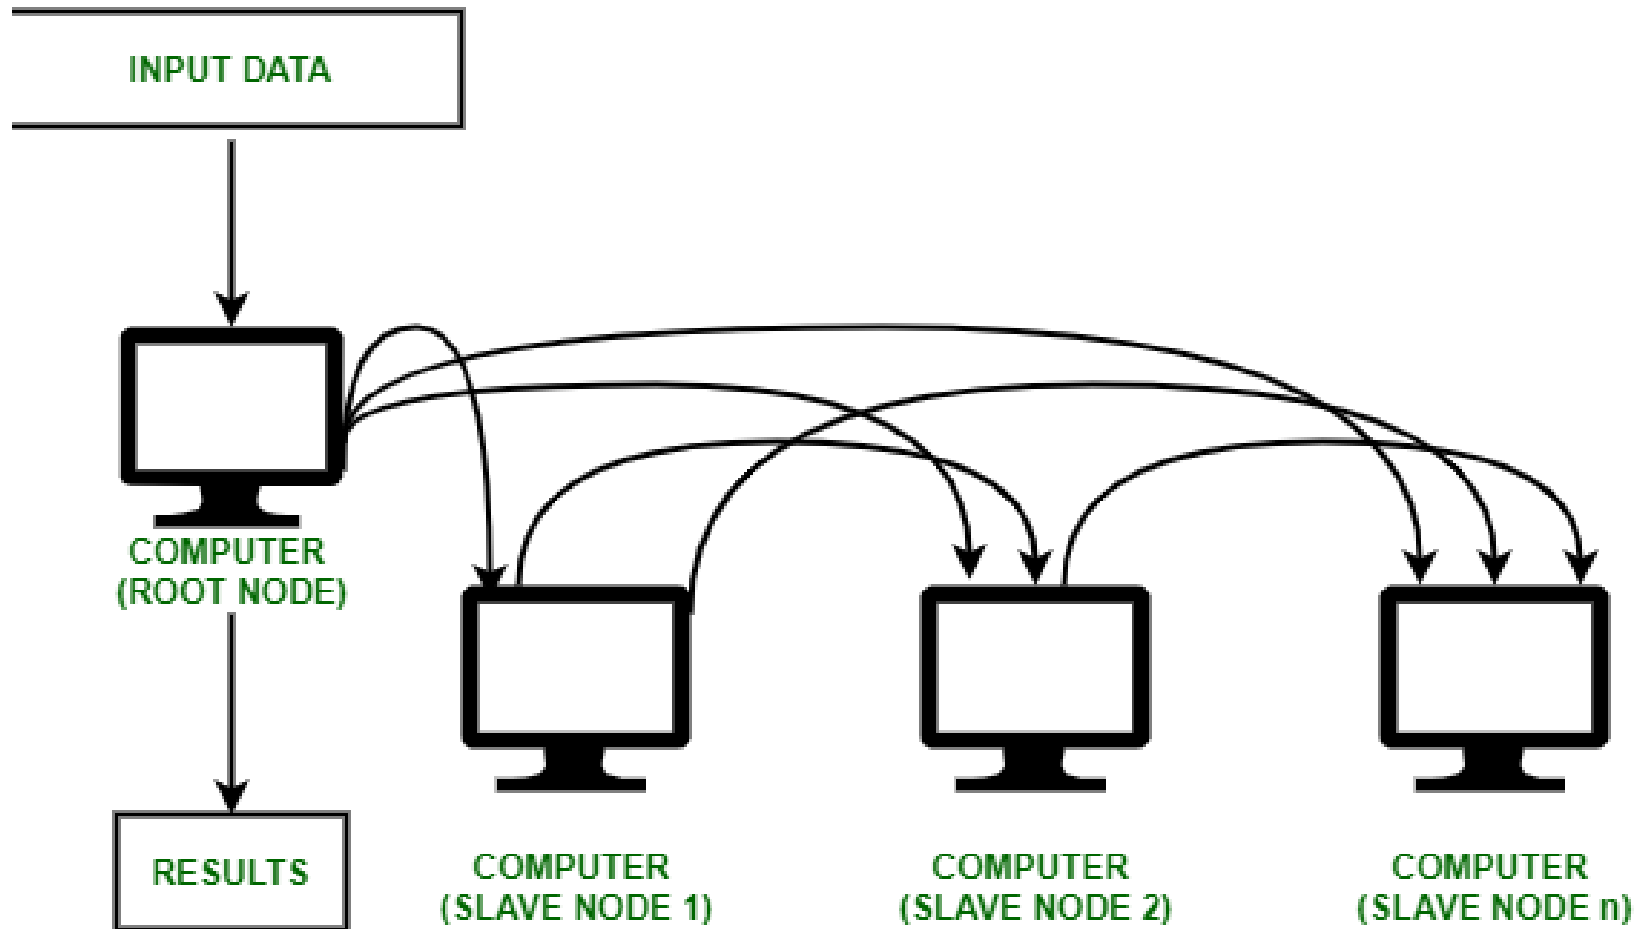 INPUT DATA
COMPUTER
(ROOT NODE)
RESULTS
COMPUTER
(SLAVE NODE 1)
COMPUTER
(SLAVE NODE 2)
COMPUTER
(SLAVE NODE n)